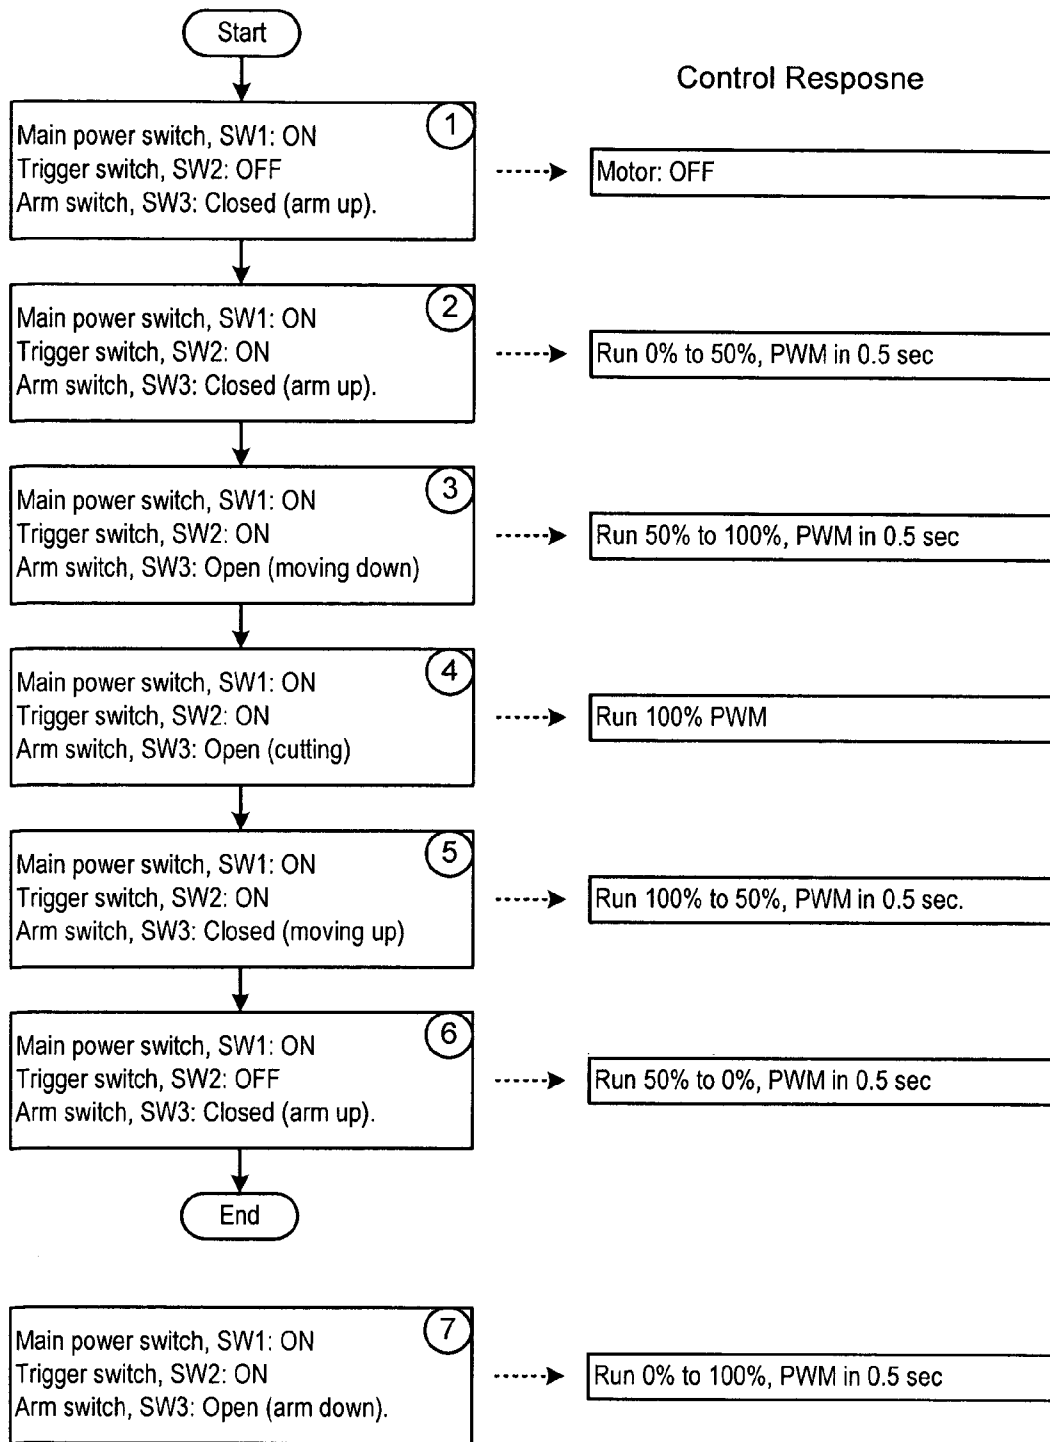 Start
Control Resposne
1
Main power switch, SW1: ON
Trigger switch, SW2: OFF
Arm switch, SW3: Closed (arm up).
Motor: OFF
2
Main power switch, SW1: ON
Trigger switch, SW2: ON
Arm switch, SW3: Closed (arm up).
Run 0% to 50%, PWM in 0.5 sec
3
Main power switch, SW1: ON
Trigger switch, SW2: ON
Arm switch, SW3: Open (moving down)
Run 50% to 100%, PWM in 0.5 sec
4
Main power switch, SW1: ON
Trigger switch, SW2: ON
Arm switch, SW3: Open (cutting)
Run 100% PWM
5
Main power switch, SW1: ON
Trigger switch, SW2: ON
Arm switch, SW3: Closed (moving up)
Run 100% to 50%, PWM in 0.5 sec.
6
Main power switch, SW1: ON
Trigger switch, SW2: OFF
Arm switch, SW3: Closed (arm up).
Run 50% to 0%, PWM in 0.5 sec
End
7
Main power switch, SW1: ON
Trigger switch, SW2: ON
Arm switch, SW3: Open (arm down).
Run 0% to 100%, PWM in 0.5 sec